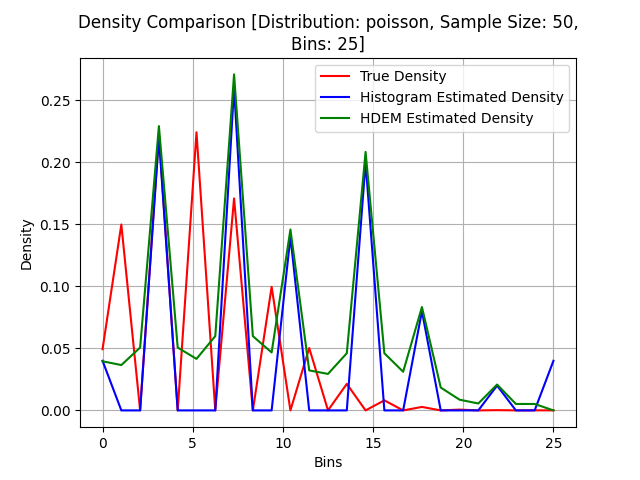 Density Comparison [Distribution: poisson, Sample Size: 50,
Bins: 25]
True Density
Histogram Estimated Density
HDEM Estimated Density
Density
0.25
0.20
0.15
0.10
0.05
0.00
0 5 10 15 20 25
Bins